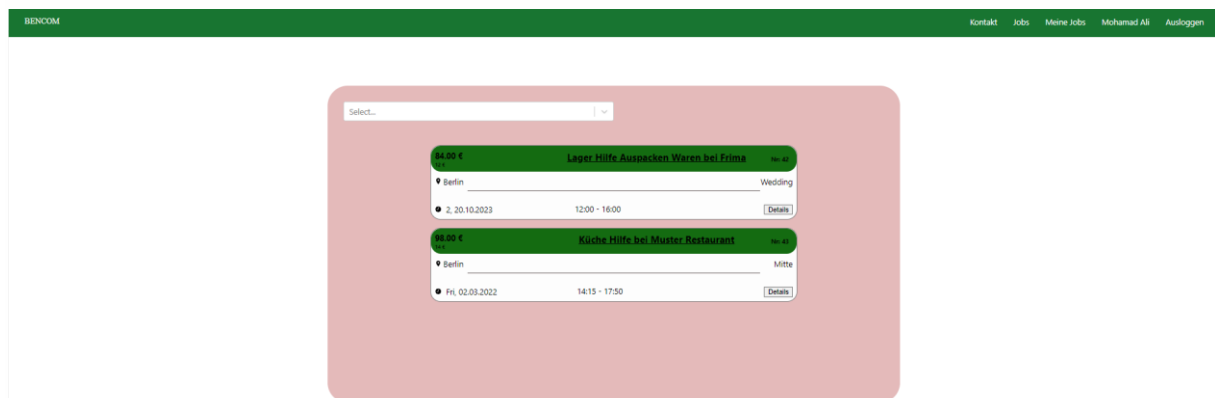 BENCOM Kontakt Jobs Meine Jobs Mohamad Ali Ausloggen
Select...
84.00 € Lager Hilfe Auspacken Waren bei Frima No: 42
Berlin Wedding
2, 20.10.2023 12:00 - 16:00 Details
98.00 € Küche Hilfe bei Muster Restaurant No: 43
Berlin Mitte
Fri, 02.03.2022 14:15 - 17:50 Details